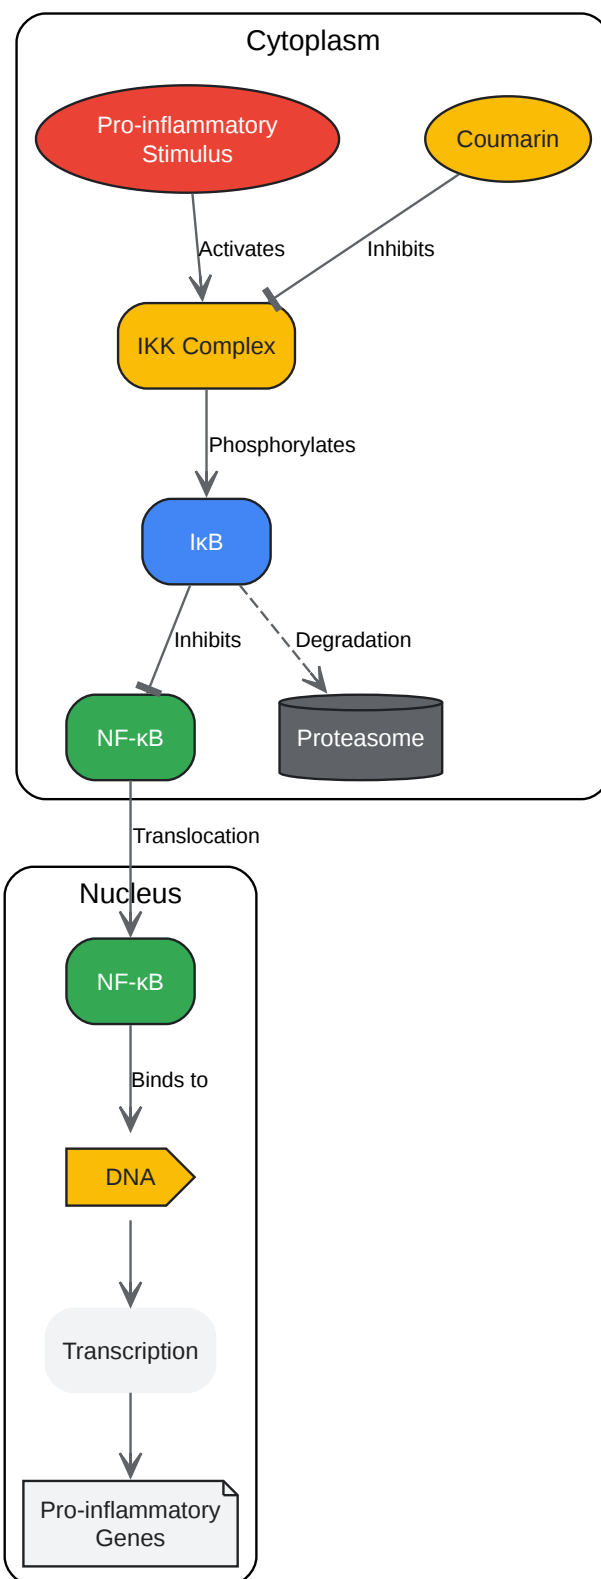 Cytoplasm
Pro-inflammatory
Stimulus
Coumarin
Activates
Inhibits
IKK Complex
Phosphorylates
IκB
Inhibits
Degradation
NF-κB
Proteasome
Translocation
Nucleus
NF-κB
Binds to
DNA
Transcription
Pro-inflammatory
Genes